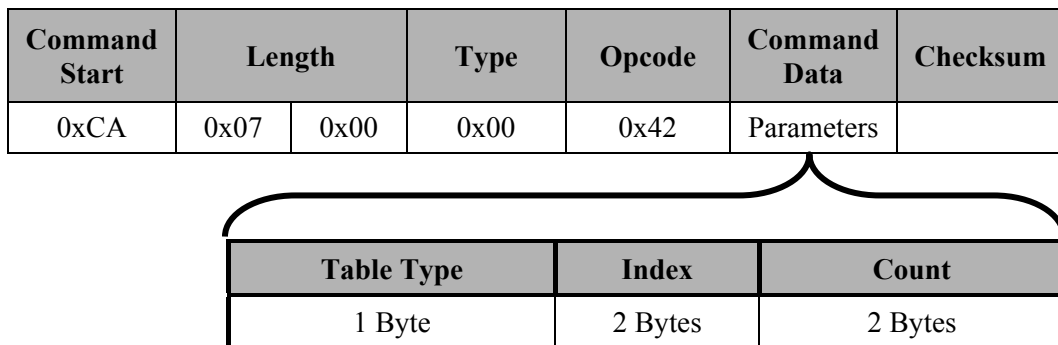 Command Start Length Type Opcode Command Data Checksum
0xCA 0x07 0x00 0x00 0x42 Parameters
Table Type Index Count
1 Byte 2 Bytes 2 Bytes